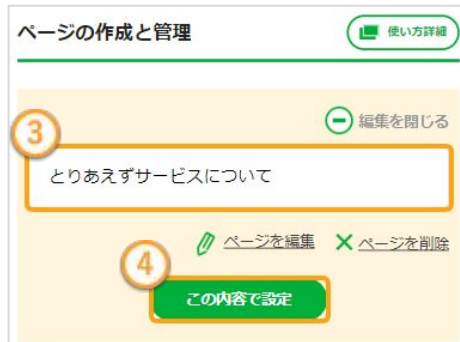 ページの作成と管理
使い方詳細
編集を閉じる
3
とりあえずサービスについて
ページを編集 ページを削除
4
この内容で設定